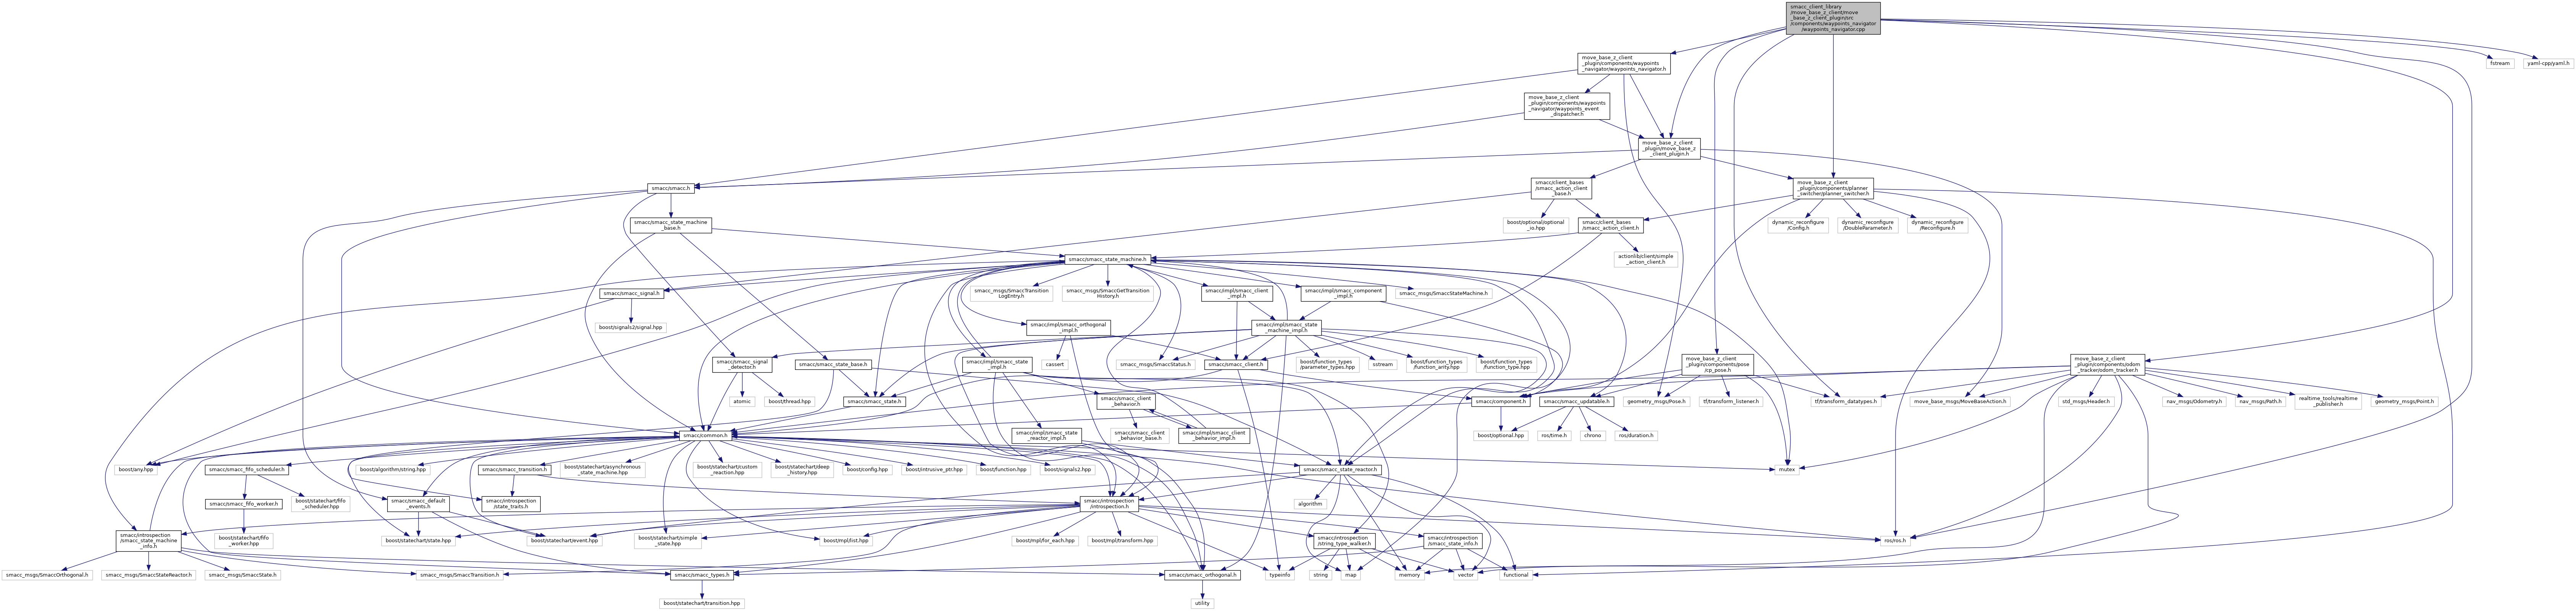 smacc_client_library
/move_base_z_client/move
_base_z_client_plugin/src
/components/waypoints_navigator
/waypoints_navigator.cpp
move_base_z_client
_plugin/components/waypoints
_navigator/waypoints_navigator.h
fstream
yaml-cpp/yaml.h
move_base_z_client
_plugin/components/waypoints
_navigator/waypoints_event
_dispatcher.h
move_base_z_client
_plugin/move_base_z
_client_plugin.h
smacc/smacc.h
smacc/client_bases
/smacc_action_client
_base.h
move_base_z_client
_plugin/components/planner
_switcher/planner_switcher.h
smacc/smacc_state_machine
_base.h
boost/optional/optional
_io.hpp
smacc/client_bases
/smacc_action_client.h
dynamic_reconfigure
/Config.h
dynamic_reconfigure
/DoubleParameter.h
dynamic_reconfigure
/Reconfigure.h
smacc/smacc_state_machine.h
actionlib/client/simple
_action_client.h
smacc/smacc_signal.h
smacc_msgs/SmaccTransition
LogEntry.h
smacc_msgs/SmaccGetTransition
History.h
smacc/impl/smacc_client
_impl.h
smacc/impl/smacc_component
_impl.h
smacc_msgs/SmaccStateMachine.h
boost/signals2/signal.hpp
smacc/impl/smacc_orthogonal
_impl.h
smacc/impl/smacc_state
_machine_impl.h
smacc/smacc_signal
_detector.h
smacc/smacc_state_base.h
smacc/impl/smacc_state
_impl.h
cassert
smacc_msgs/SmaccStatus.h
smacc/smacc_client.h
boost/function_types
/parameter_types.hpp
sstream
boost/function_types
/function_arity.hpp
boost/function_types
/function_type.hpp
move_base_z_client
_plugin/components/pose
/cp_pose.h
move_base_z_client
_plugin/components/odom
_tracker/odom_tracker.h
atomic
boost/thread.hpp
smacc/smacc_state.h
smacc/smacc_client
_behavior.h
smacc/component.h
smacc/smacc_updatable.h
geometry_msgs/Pose.h
tf/transform_listener.h
tf/transform_datatypes.h
move_base_msgs/MoveBaseAction.h
std_msgs/Header.h
nav_msgs/Odometry.h
nav_msgs/Path.h
realtime_tools/realtime
_publisher.h
geometry_msgs/Point.h
smacc/common.h
smacc/impl/smacc_state
_reactor_impl.h
smacc/smacc_client
_behavior_base.h
smacc/impl/smacc_client
_behavior_impl.h
boost/optional.hpp
ros/time.h
chrono
ros/duration.h
boost/any.hpp
smacc/smacc_fifo_scheduler.h
boost/algorithm/string.hpp
smacc/smacc_transition.h
boost/statechart/asynchronous
_state_machine.hpp
boost/statechart/custom
_reaction.hpp
boost/statechart/deep
_history.hpp
boost/config.hpp
boost/intrusive_ptr.hpp
boost/function.hpp
boost/signals2.hpp
smacc/smacc_state_reactor.h
mutex
smacc/smacc_fifo_worker.h
boost/statechart/fifo
_scheduler.hpp
smacc/smacc_default
_events.h
smacc/introspection
/state_traits.h
smacc/introspection
/introspection.h
algorithm
smacc/introspection
/smacc_state_machine
_info.h
boost/statechart/fifo
_worker.hpp
boost/statechart/state.hpp
boost/statechart/event.hpp
boost/statechart/simple
_state.hpp
boost/mpl/list.hpp
boost/mpl/for_each.hpp
boost/mpl/transform.hpp
smacc/introspection
/string_type_walker.h
smacc/introspection
/smacc_state_info.h
ros/ros.h
smacc_msgs/SmaccOrthogonal.h
smacc_msgs/SmaccStateReactor.h
smacc_msgs/SmaccState.h
smacc_msgs/SmaccTransition.h
smacc/smacc_types.h
smacc/smacc_orthogonal.h
typeinfo
string
map
memory
vector
functional
boost/statechart/transition.hpp
utility